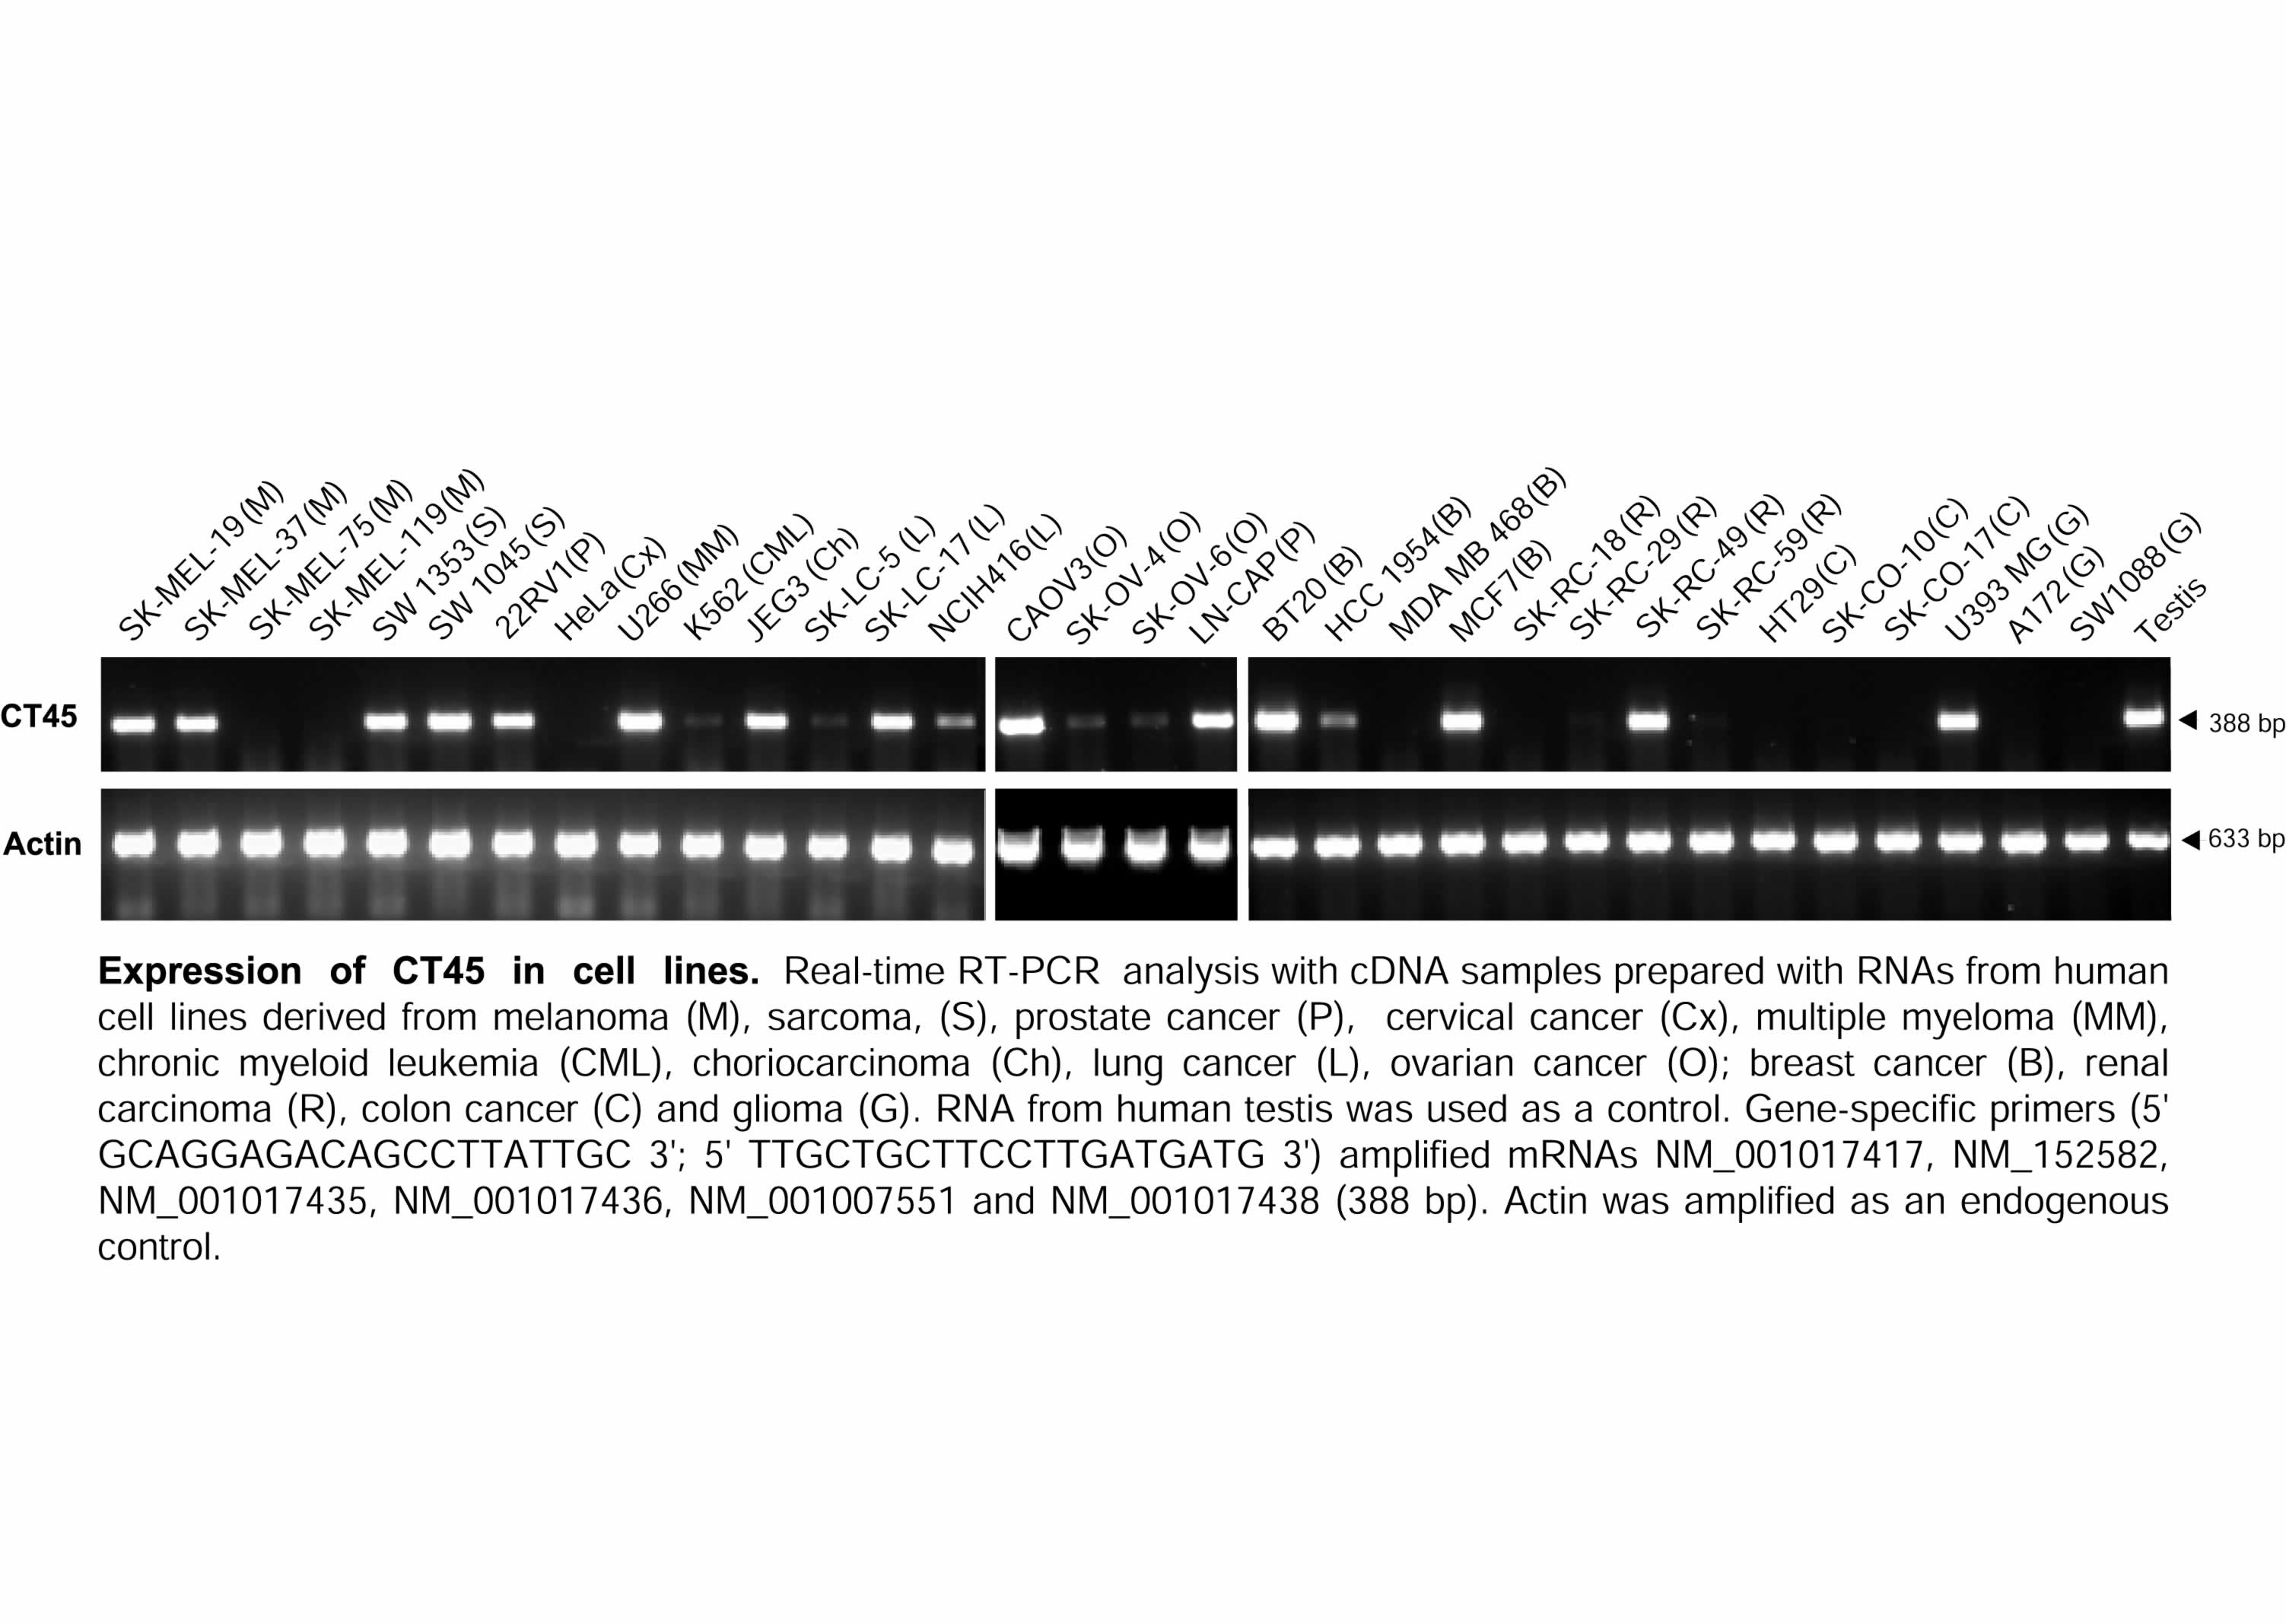 SK-MEL-19(M)
SK-MEL-37(M)
SK-MEL-75(M)
SK-MEL-119(M)
SW 1353(S)
SW 1045(S)
22RV1(P)
HeLa(Cx)
U266(MM)
K562(CML)
JEG3(Ch)
SK-LC-5 (L)
SK-LC-17(L)
NCIH416(L)
CAOV3(O)
SK-OV-4(O)
SK-OV-6(O)
LN-CAP(P)
BT20(B)
HCC 1954(B)
MDA MB 468(B)
MCF7(B)
SK-RC-18(R)
SK-RC-29(R)
SK-RC-49(R)
SK-RC-59(R)
HT29(C)
SK-CO-10(C)
SK-CO-17(C)
U393 MG(G)
A172(G)
SW1088(G)
Testis
CT45
388 bp
Actin
633 bp
Expression of CT45 in cell lines. Real-time RT-PCR analysis with cDNA samples prepared with RNAs from human
cell lines derived from melanoma (M), sarcoma, (S), prostate cancer (P), cervical cancer (Cx), multiple myeloma (MM),
chronic myeloid leukemia (CML), choriocarcinoma (Ch), lung cancer (L), ovarian cancer (O); breast cancer (B), renal
carcinoma (R), colon cancer (C) and glioma (G). RNA from human testis was used as a control. Gene-specific primers (5'
GCAGGAGACAGCCTTATTGC 3'; 5' TTGCTGCTTCCTTGATGATG 3') amplified mRNAs NM_001017417, NM_152582,
NM_001017435, NM_001017436, NM_001007551 and NM_001017438 (388 bp). Actin was amplified as an endogenous
control.